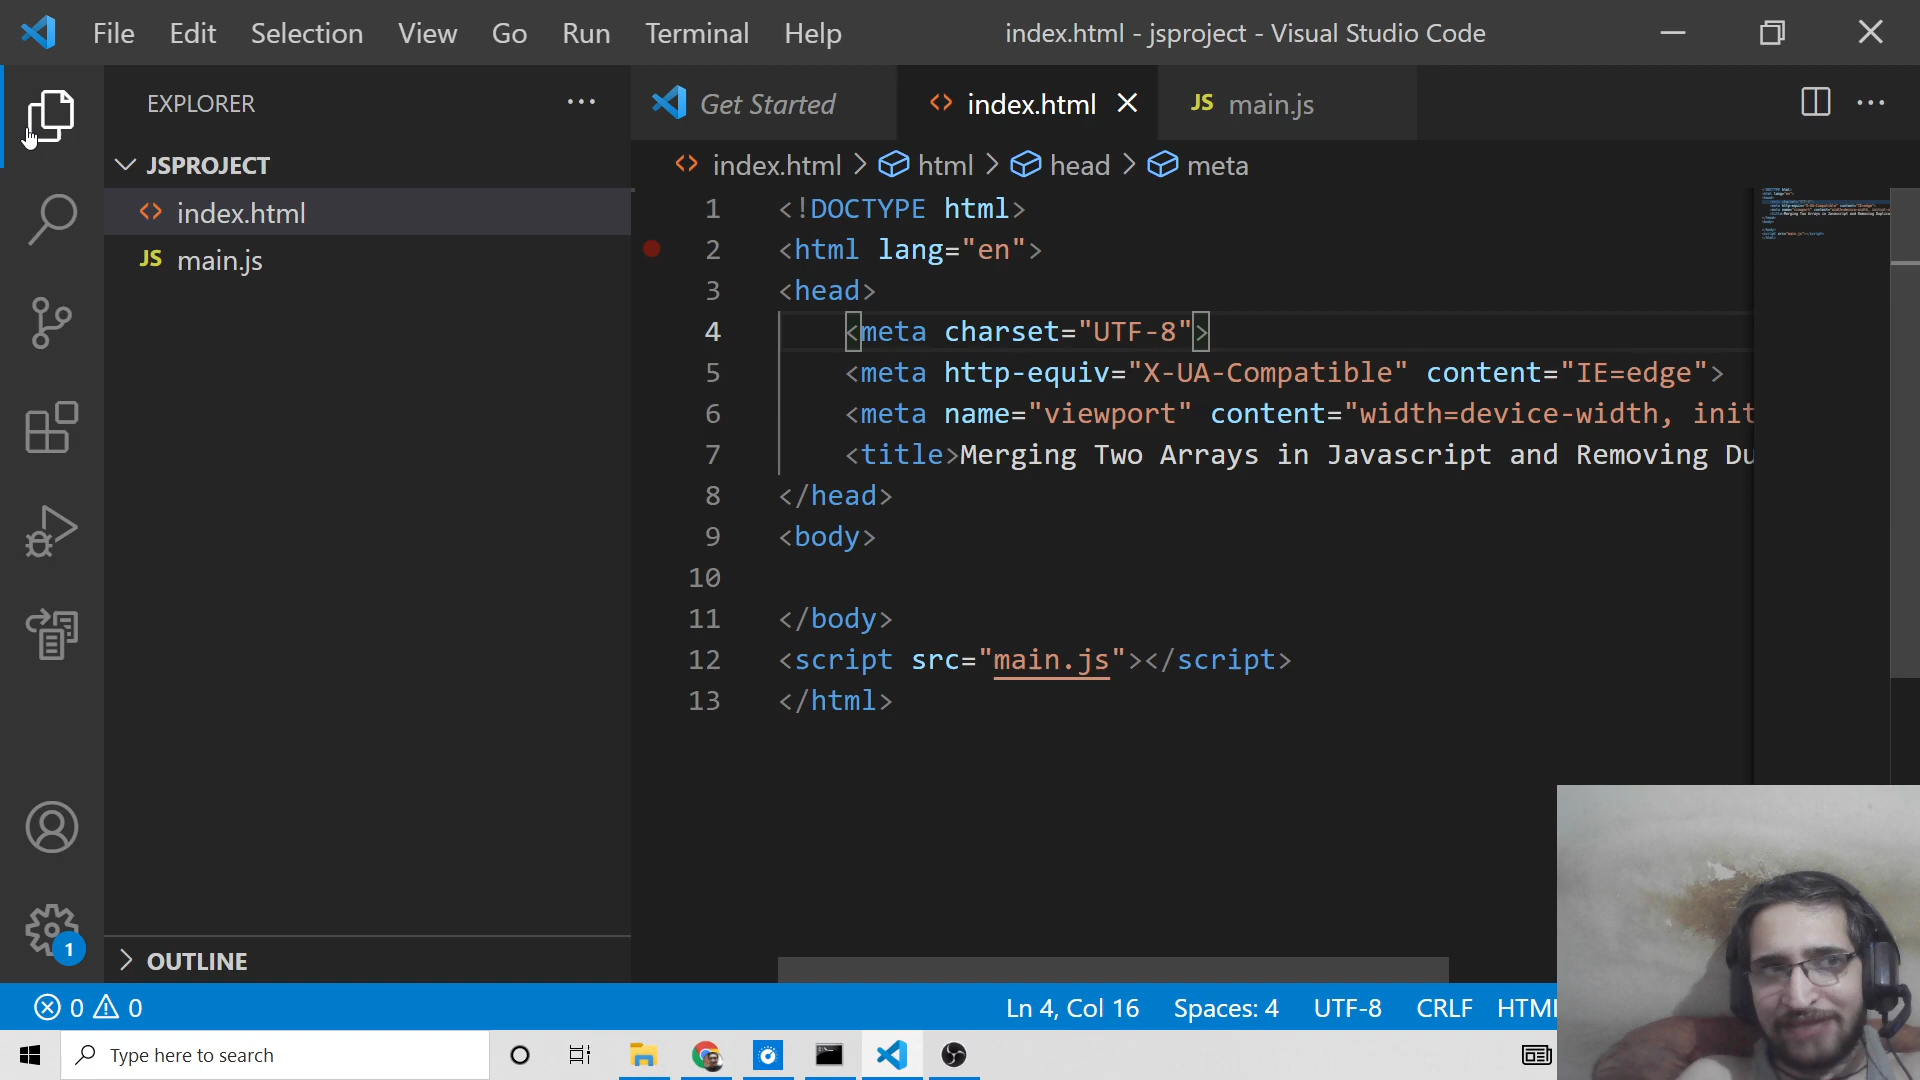 File Edit Selection View Go Run Terminal Help index.html - jsproject - Visual Studio Code
EXPLORER
JSPROJECT
index.html
JS main.js
OUTLINE
Get Started index.html JS main.js
index.html html head meta
1 <!DOCTYPE html>
2 <html lang="en">
3 <head>
4 <meta charset="UTF-8">
5 <meta http-equiv="X-UA-Compatible" content="IE=edge">
6 <meta name="viewport" content="width=device-width, init
7 <title>Merging Two Arrays in Javascript and Removing Du
8 </head>
9 <body>
10
11 </body>
12 <script src="main.js"></script>
13 </html>
1
0 0 Ln 4, Col 16 Spaces: 4 UTF-8 CRLF HTM
Type here to search